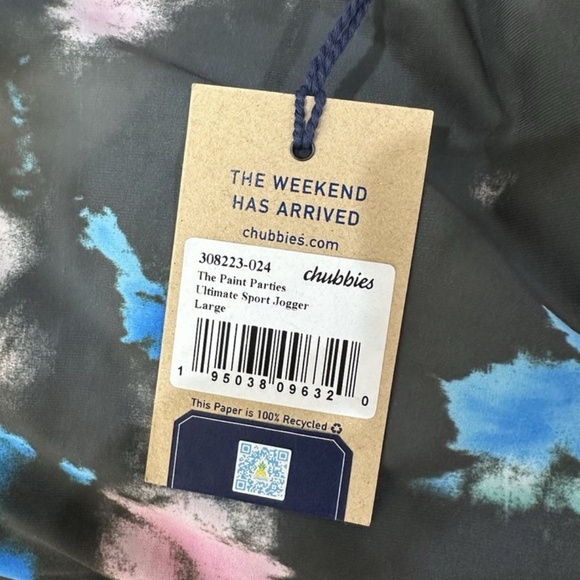 THE WEEKEND
HAS ARRIVED
chubbies.com
308223-024
chubbies
The Paint Parties
Ultimate Sport Jogger
Large
1 95038 09632 0
This Paper is 100% Recycled